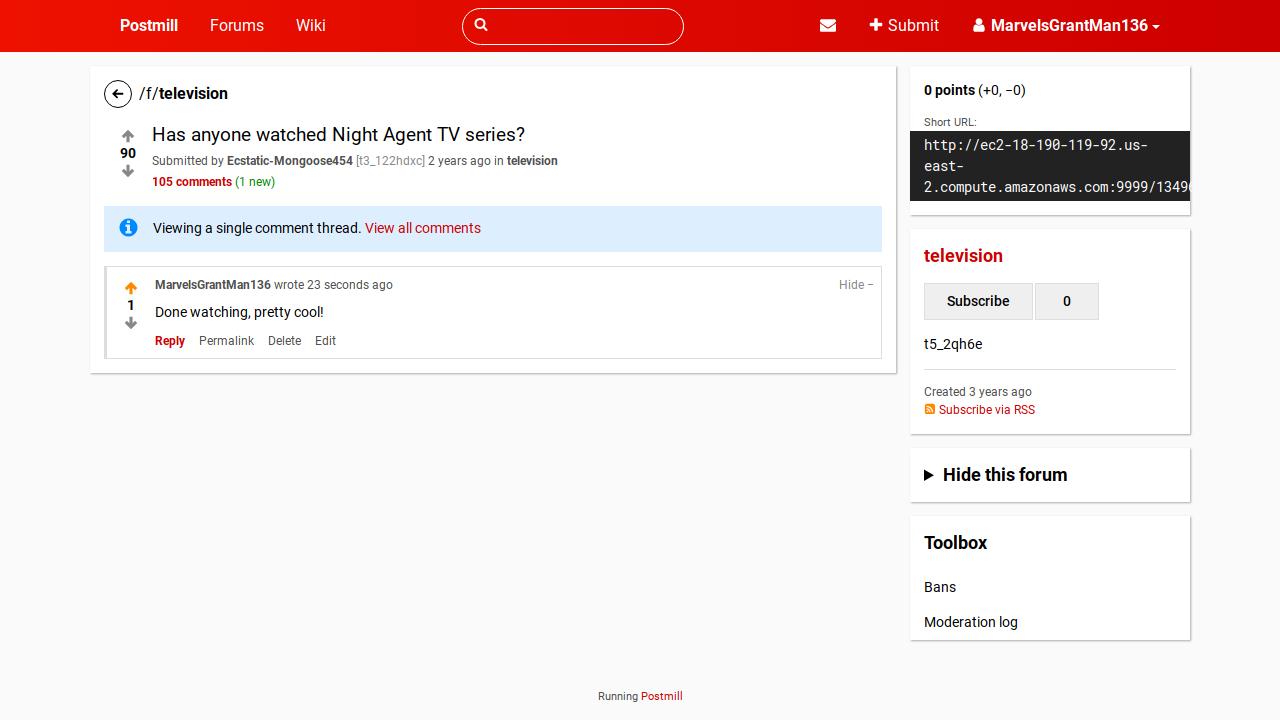 Postmill Forums Wiki Submit MarvelsGrantMan136
/f/television
Has anyone watched Night Agent TV series?
90
Submitted by Ecstatic-Mongoose454 [t3_122hdxc] 2 years ago in television
105 comments (1 new)
Viewing a single comment thread. View all comments
MarvelsGrantMan136 wrote 23 seconds ago Hide −
1
Done watching, pretty cool!
Reply Permalink Delete Edit
0 points (+0, −0)
Short URL:
http://ec2-18-190-119-92.us-
east-
2.compute.amazonaws.com:9999/1349
television
Subscribe 0
t5_2qh6e
Created 3 years ago
Subscribe via RSS
Hide this forum
Toolbox
Bans
Moderation log
Running Postmill